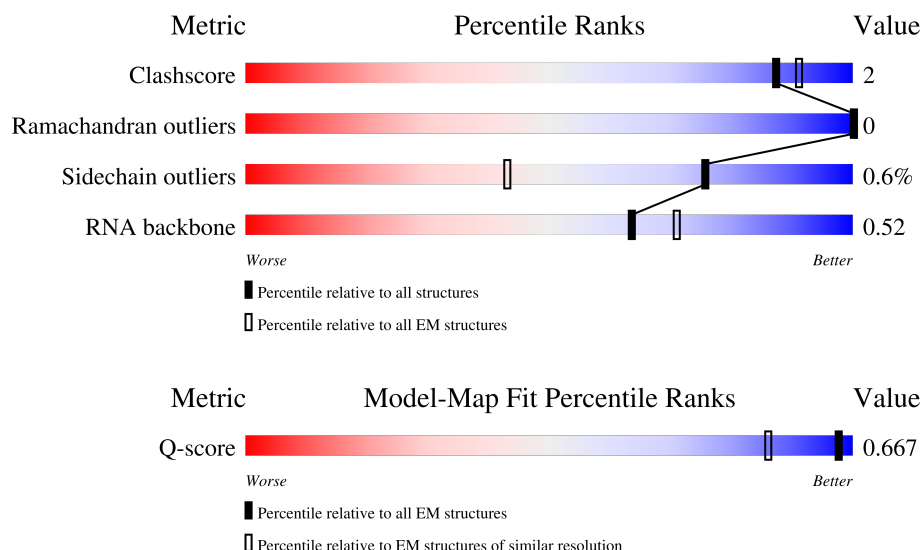 Metric Percentile Ranks Value
Clashscore 2
Ramachandran outliers 0
Sidechain outliers 0.6%
RNA backbone 0.52
Worse Better
Percentile relative to all structures
Percentile relative to all EM structures
Metric Model-Map Fit Percentile Ranks Value
Q-score 0.667
Worse Better
Percentile relative to all EM structures
Percentile relative to EM structures of similar resolution